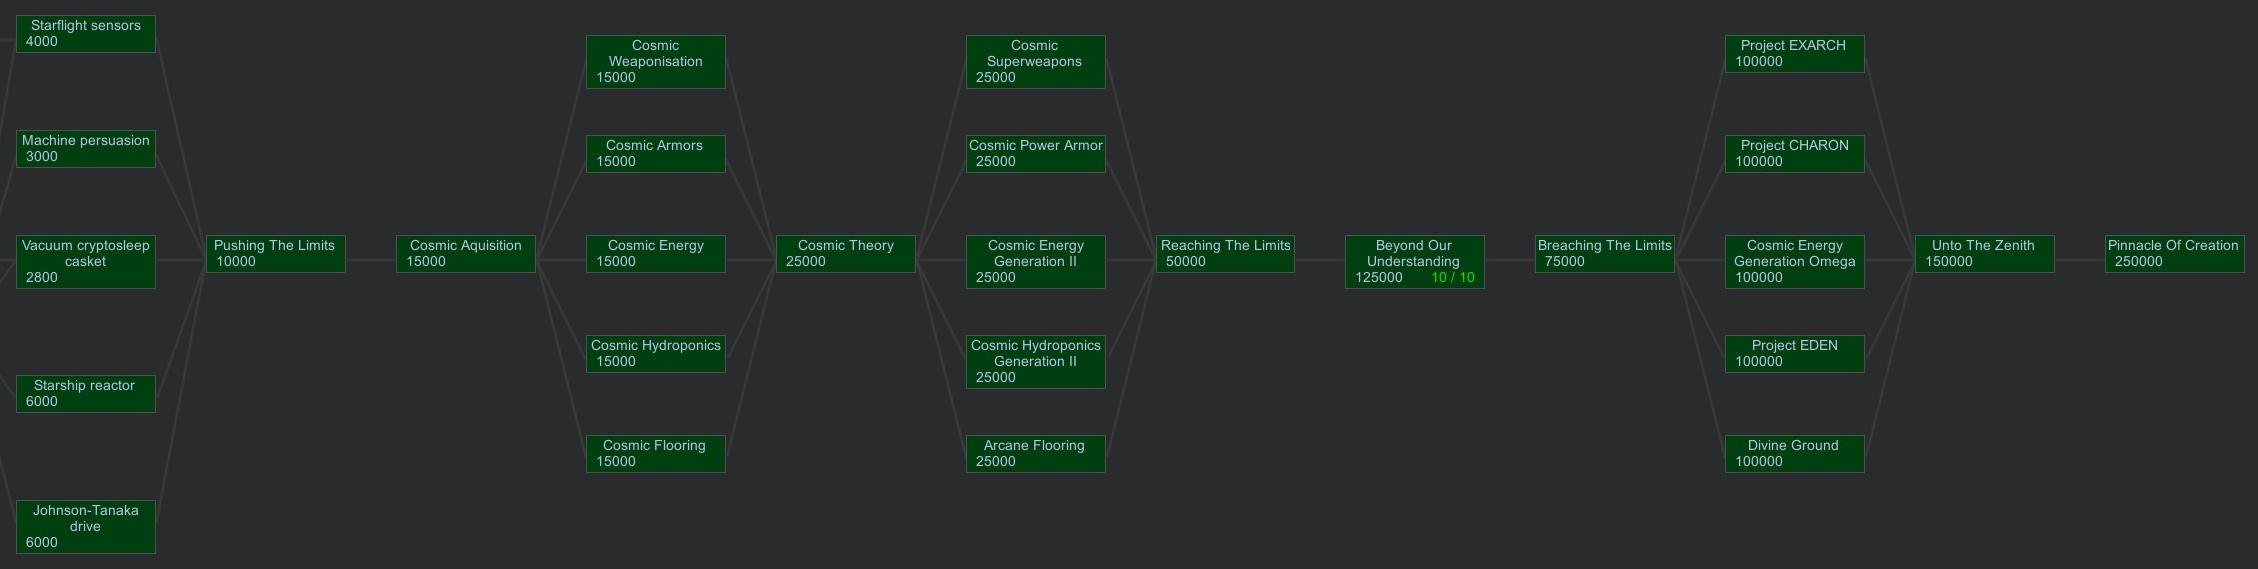 Starflight sensors
4000
Machine persuasion
3000
Vacuum cryptosleep
casket
2800
Starship reactor
6000
Johnson-Tanaka
drive
6000
Pushing The Limits
10000
Cosmic Aquisition
15000
Cosmic
Weaponisation
15000
Cosmic Armors
15000
Cosmic Energy
15000
Cosmic Hydroponics
15000
Cosmic Flooring
15000
Cosmic Theory
25000
Cosmic
Superweapons
25000
Cosmic Power Armor
25000
Cosmic Energy
Generation II
25000
Cosmic Hydroponics
Generation II
25000
Arcane Flooring
25000
Reaching The Limits
50000
Beyond Our
Understanding
125000 10 / 10
Breaching The Limits
75000
Project EXARCH
100000
Project CHARON
100000
Cosmic Energy
Generation Omega
100000
Project EDEN
100000
Divine Ground
100000
Unto The Zenith
150000
Pinnacle Of Creation
250000